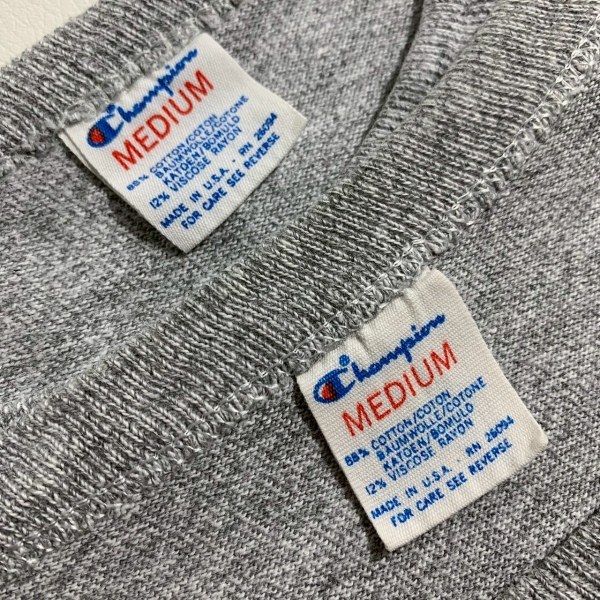 Champion
MEDIUM
88% COTTON/COTON
BAUMWOLLE/COTONE
KATOEN/BOMULD
12% VISCOSE RAYON
MADE IN U.S.A. - RN 26094
FOR CARE SEE REVERSE
Champion
MEDIUM
88% COTTON/COTON
BAUMWOLLE/COTONE
KATOEN/BOMULD
12% VISCOSE RAYON
MADE IN U.S.A. - RN 26094
FOR CARE SEE REVERSE